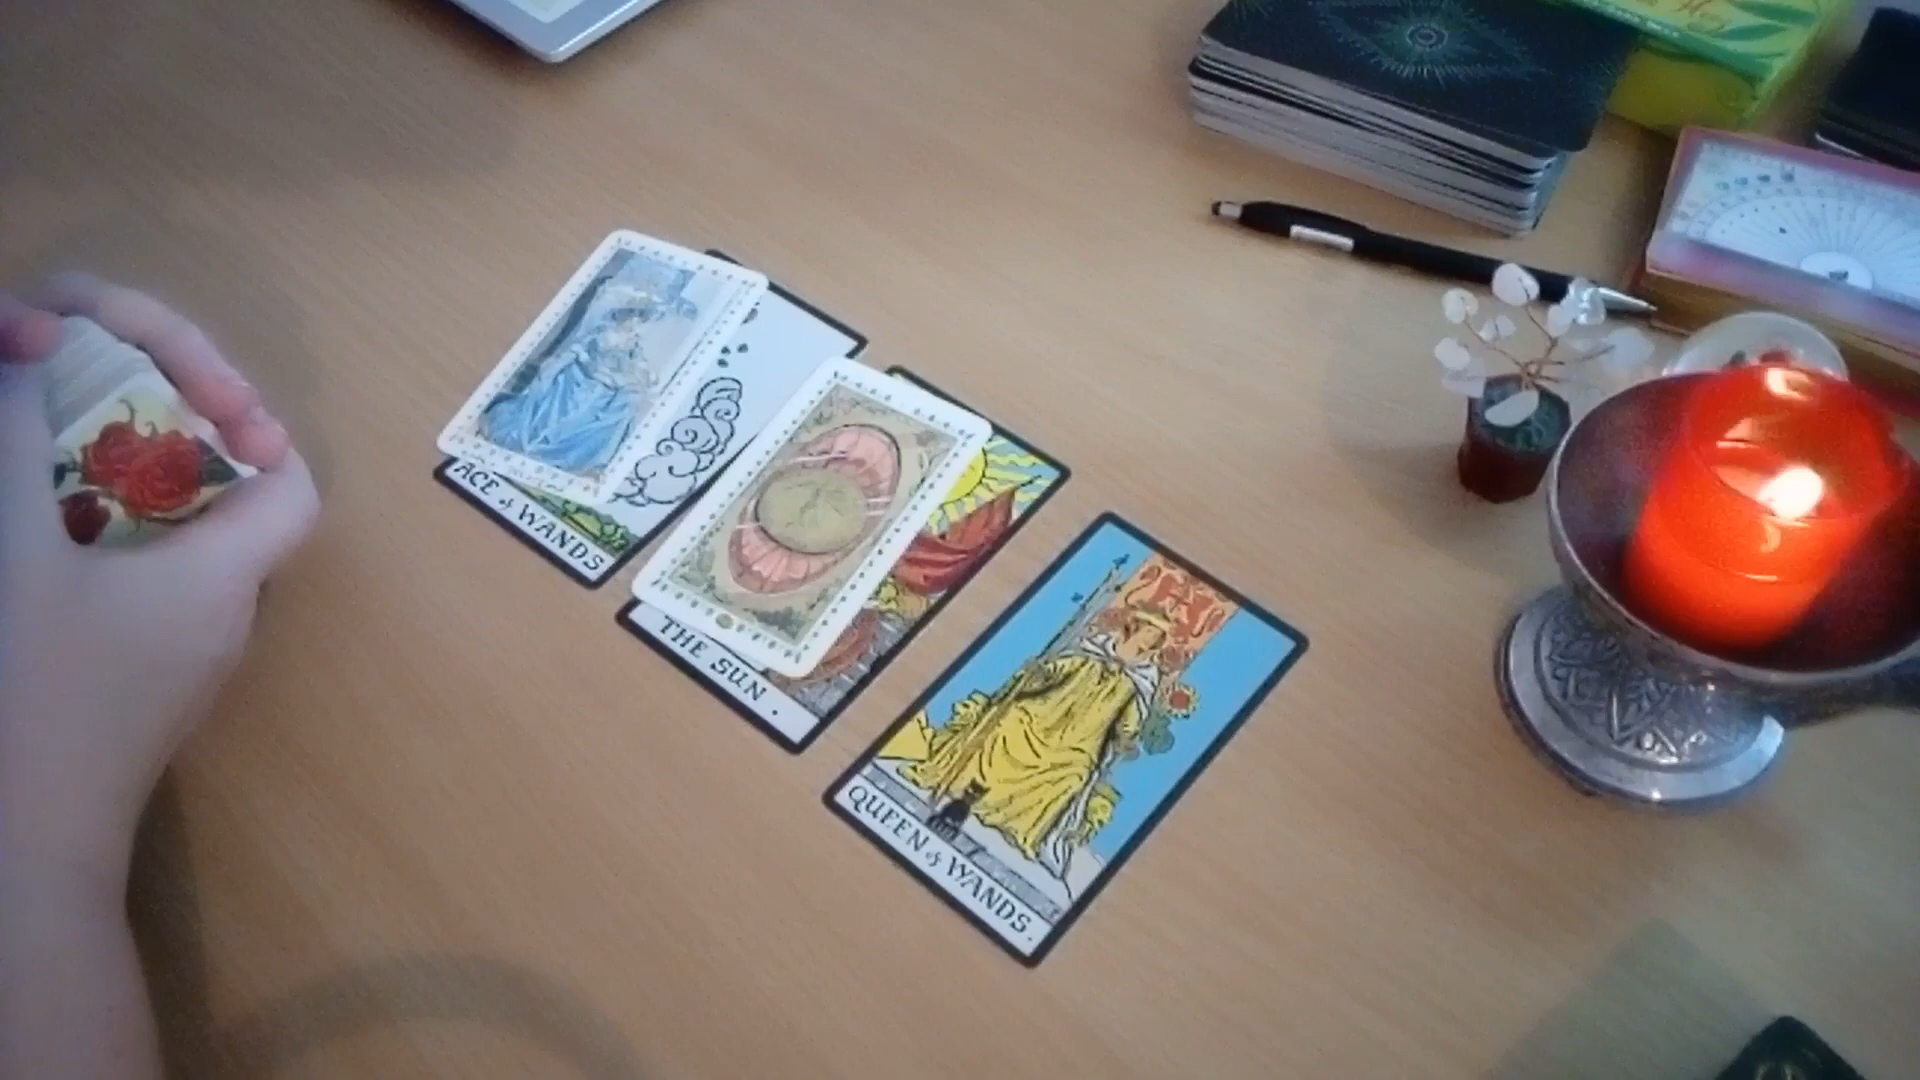 ACE of WANDS
THE SUN.
QUEEN of WANDS.